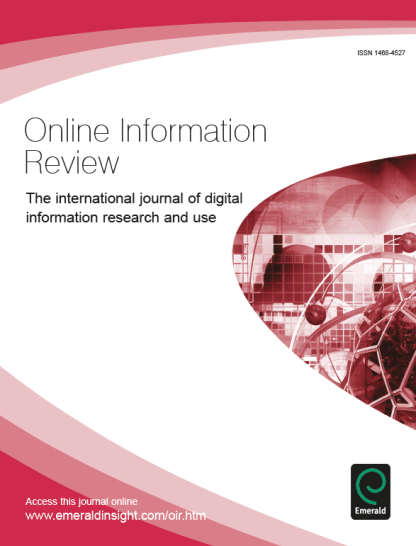 ISSN 1468-4527
Online Information
Review
The international journal of digital
information research and use
Emerald
Access this journal online
www.emeraldinsight.com/oir.htm